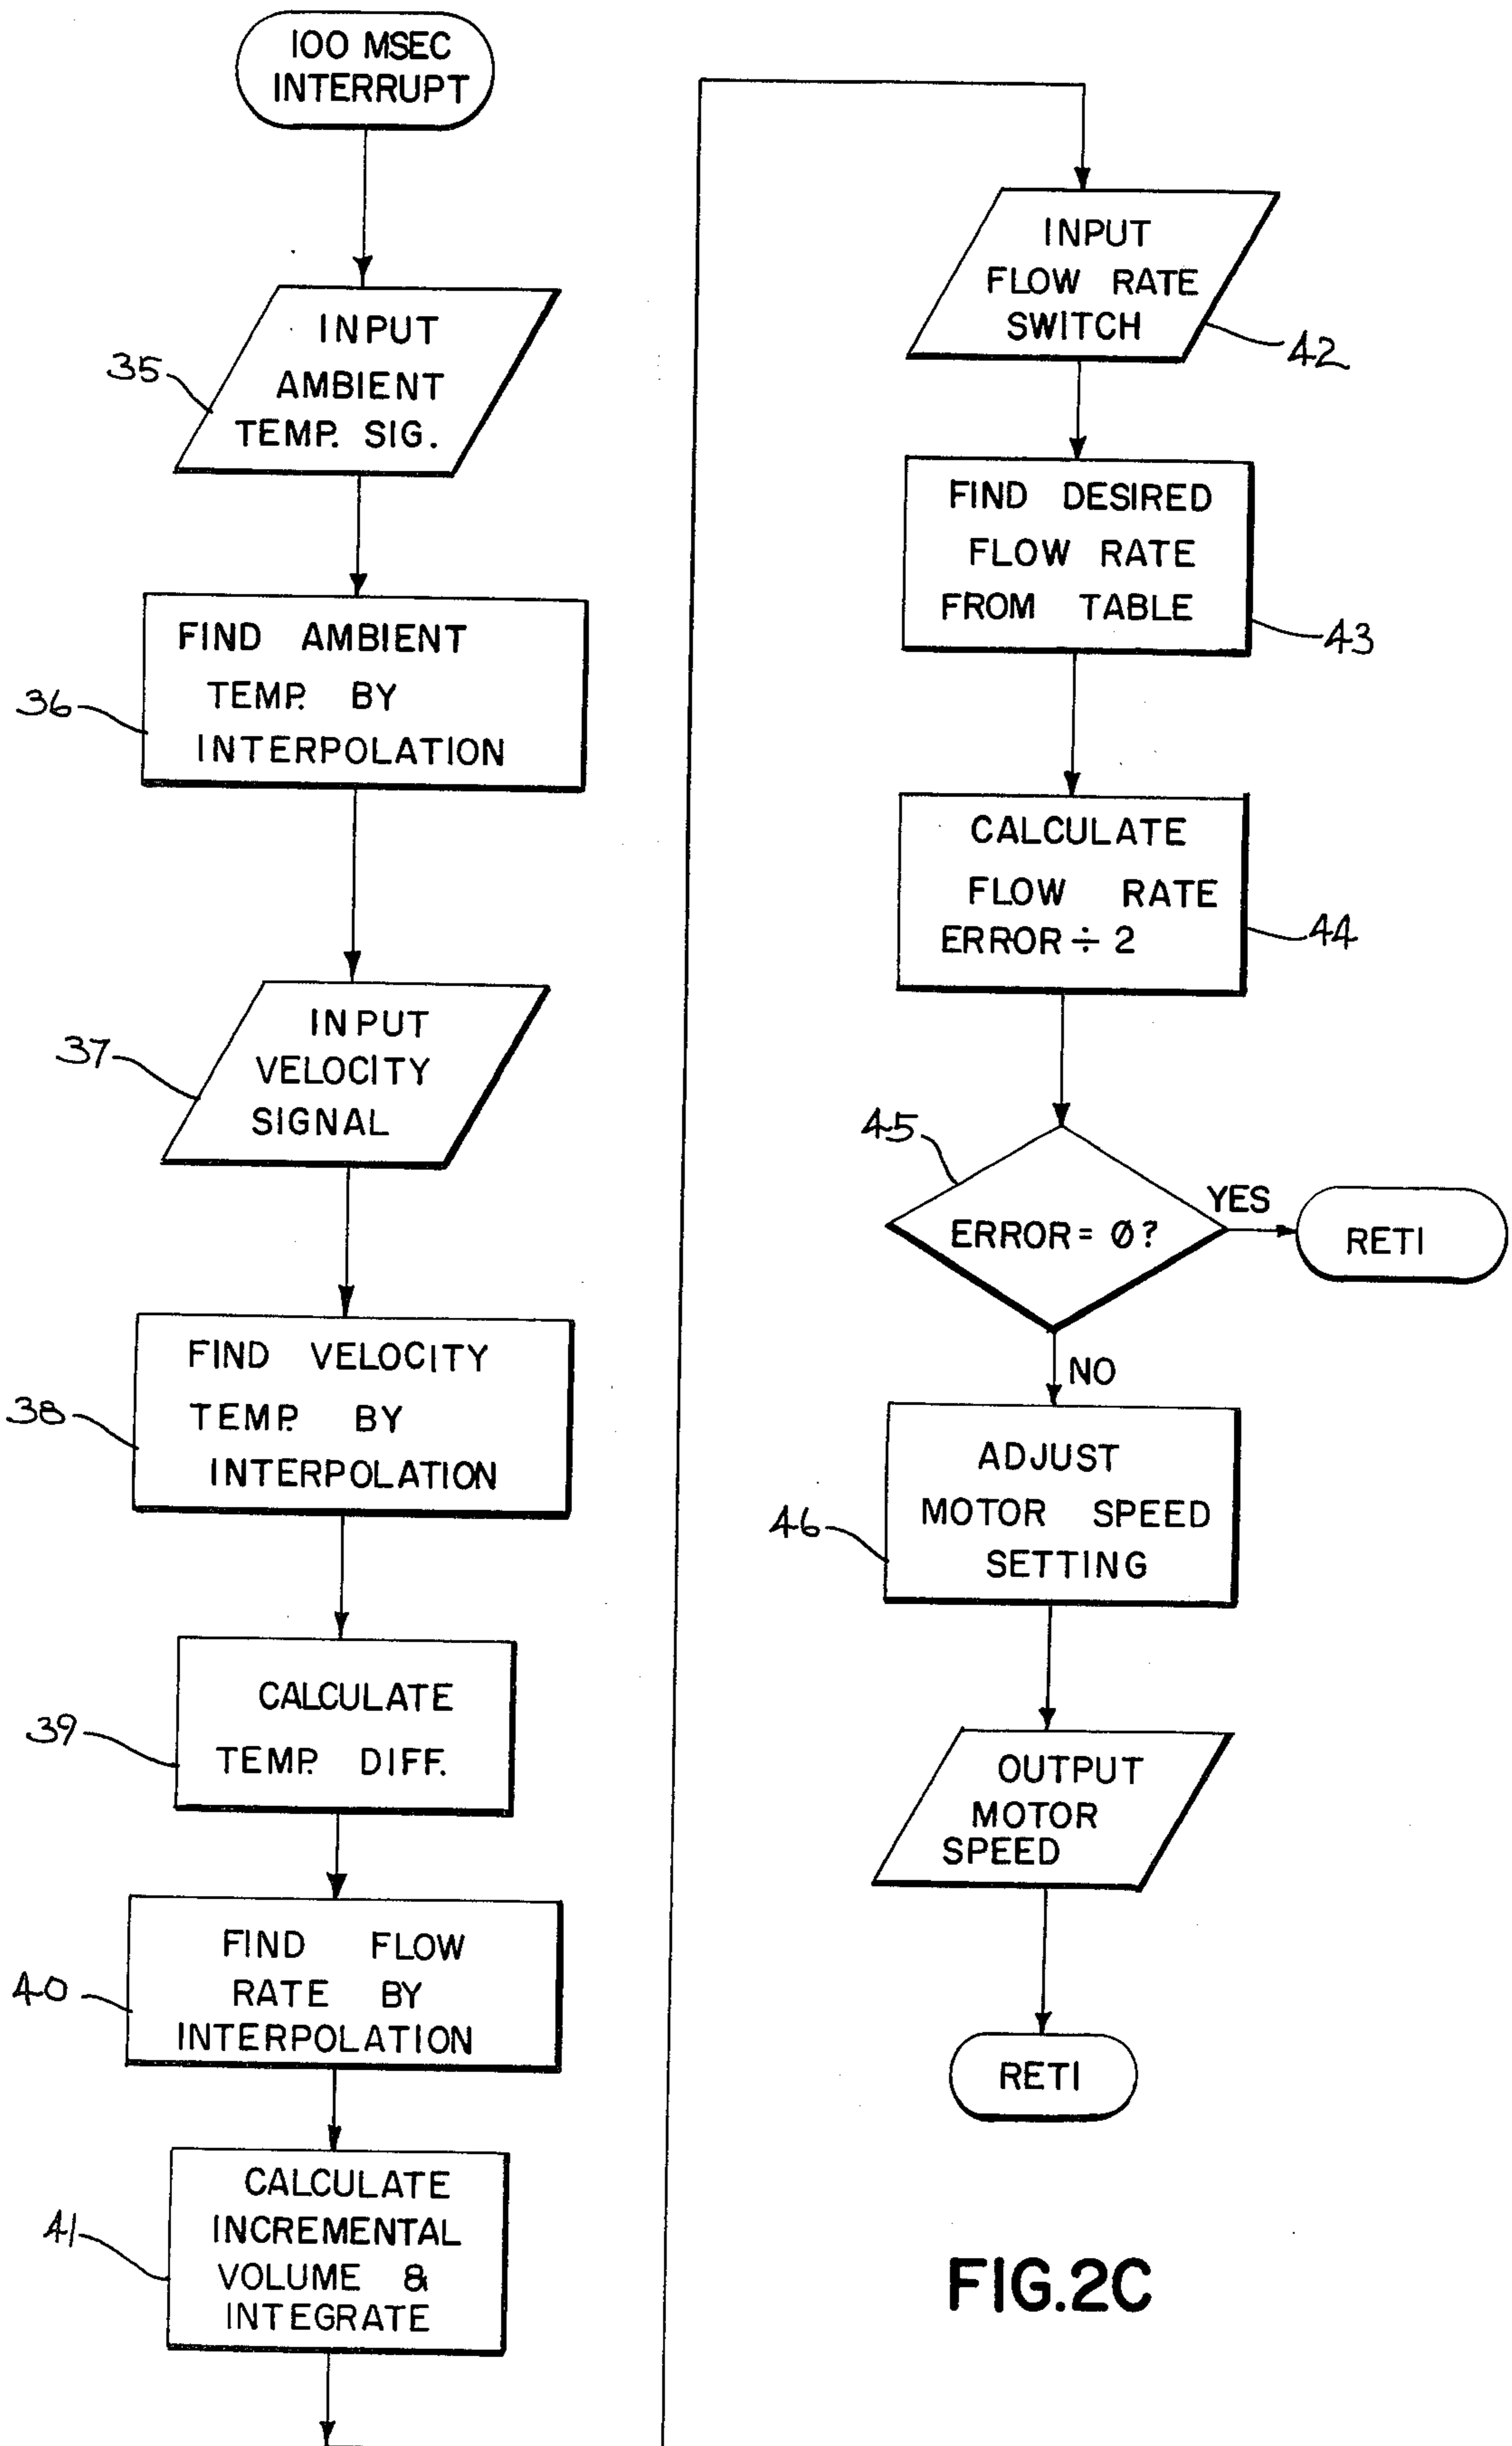 100 MSEC
INTERRUPT
35
INPUT
AMBIENT
TEMP. SIG.
36
FIND AMBIENT
TEMP. BY
INTERPOLATION
37
INPUT
VELOCITY
SIGNAL
38
FIND VELOCITY
TEMP. BY
INTERPOLATION
39
CALCULATE
TEMP. DIFF.
40
FIND FLOW
RATE BY
INTERPOLATION
41
CALCULATE
INCREMENTAL
VOLUME &
INTEGRATE
INPUT
FLOW RATE
SWITCH
42
FIND DESIRED
FLOW RATE
FROM TABLE
43
CALCULATE
FLOW RATE
ERROR ÷ 2
44
45
ERROR = Ø?
YES
RETI
NO
46
ADJUST
MOTOR SPEED
SETTING
OUTPUT
MOTOR
SPEED
RETI
FIG.2C